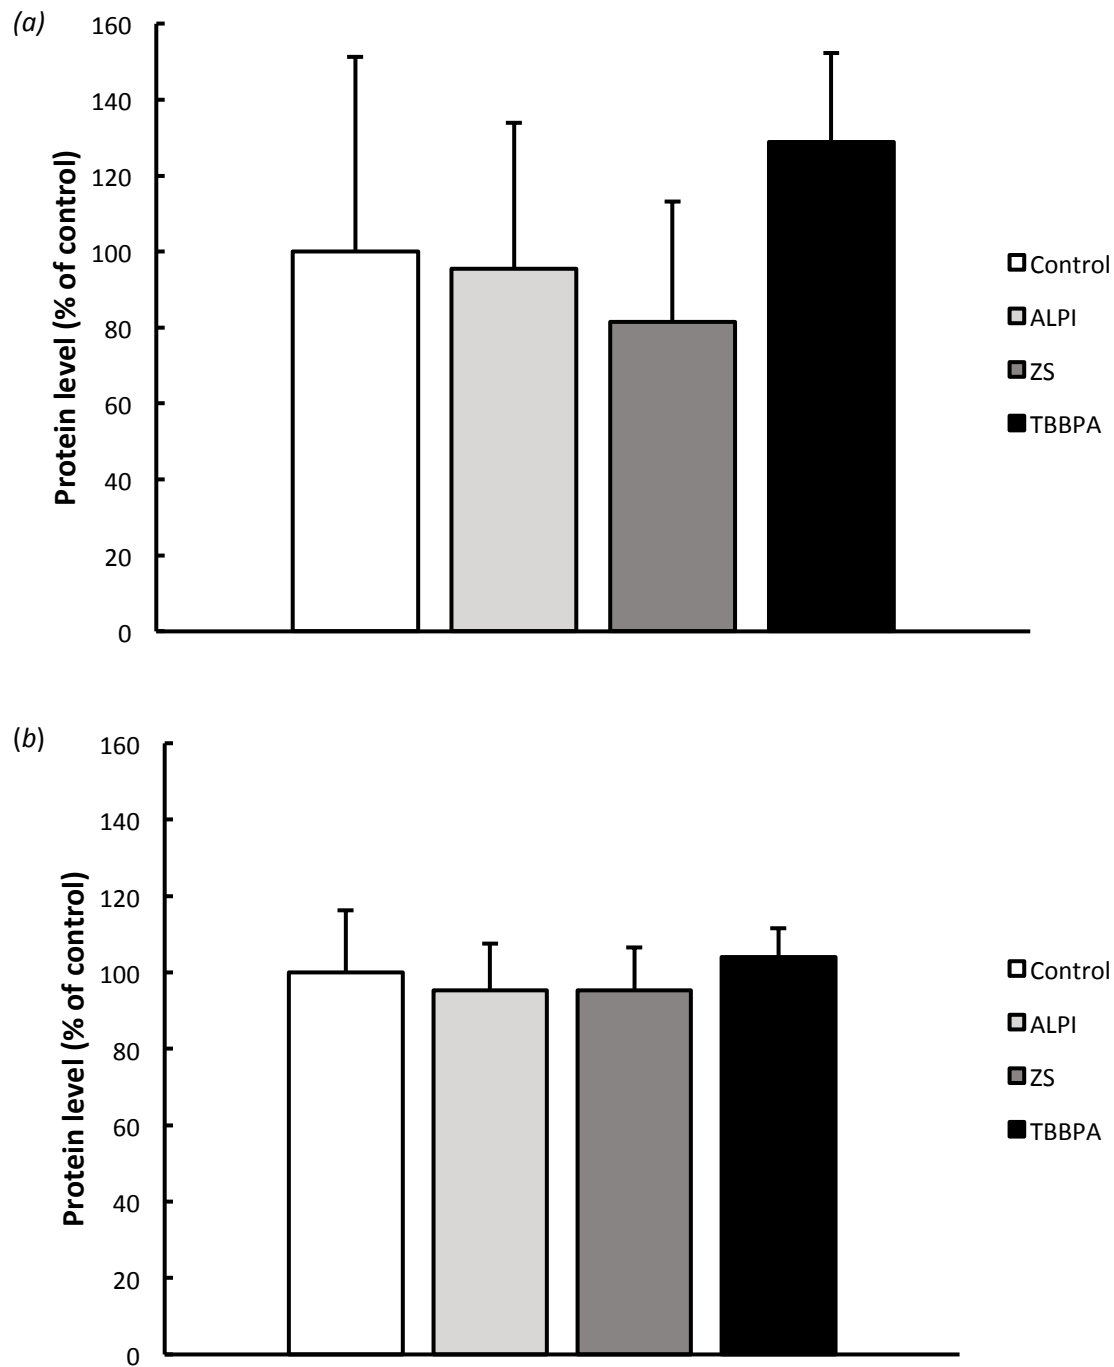 (a)
Protein level (% of control)
160
140
120
100
80
60
40
20
0
Control
ALPI
ZS
TBBPA
(b)
Protein level (% of control)
160
140
120
100
80
60
40
20
0
Control
ALPI
ZS
TBBPA